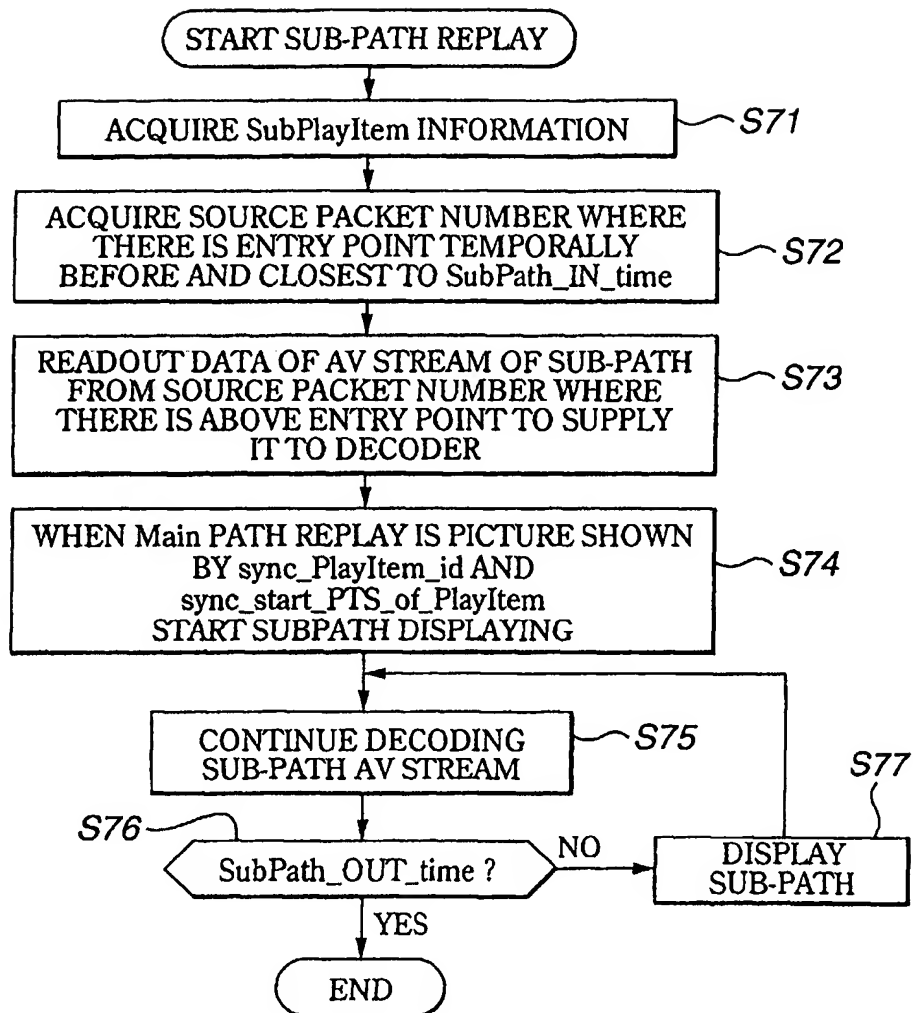 START SUB-PATH REPLAY
ACQUIRE SubPlayItem INFORMATION
S71
ACQUIRE SOURCE PACKET NUMBER WHERE
THERE IS ENTRY POINT TEMPORALLY
BEFORE AND CLOSEST TO SubPath_IN_time
S72
READOUT DATA OF AV STREAM OF SUB-PATH
FROM SOURCE PACKET NUMBER WHERE
THERE IS ABOVE ENTRY POINT TO SUPPLY
IT TO DECODER
S73
WHEN Main PATH REPLAY IS PICTURE SHOWN
BY sync_PlayItem_id AND
sync_start_PTS_of_PlayItem
START SUBPATH DISPLAYING
S74
CONTINUE DECODING
SUB-PATH AV STREAM
S75
S76
SubPath_OUT_time ?
NO
S77
DISPLAY
SUB-PATH
YES
END